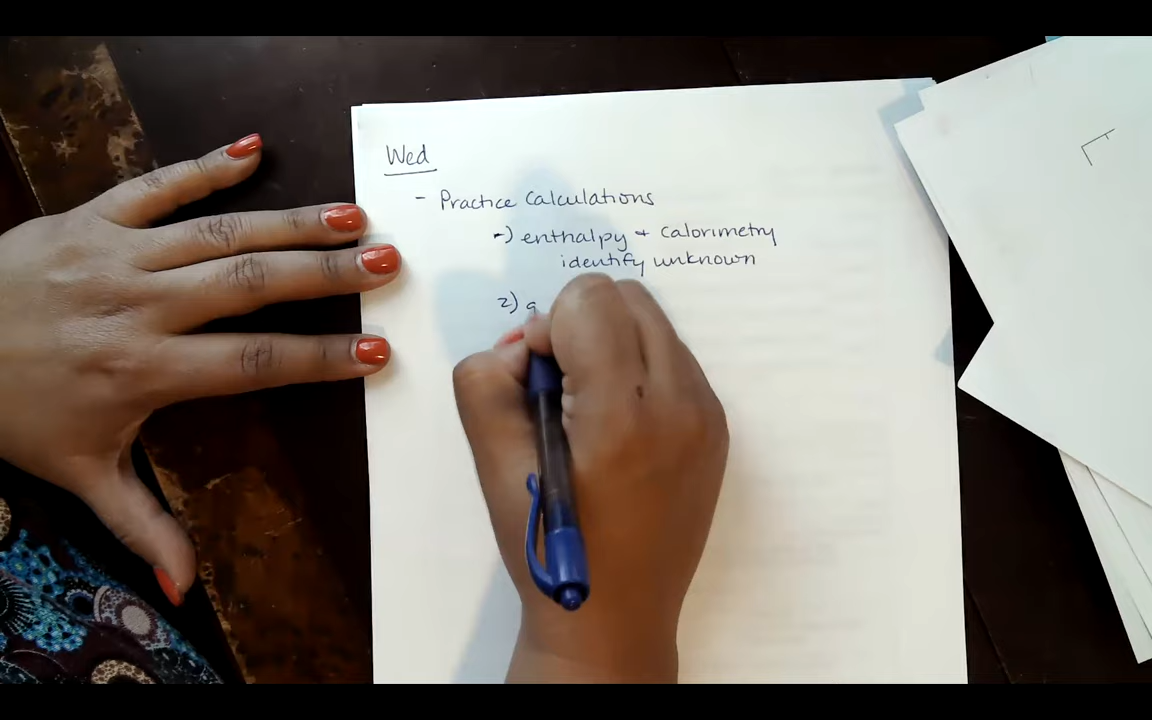 Wed
- Practice Calculations
-) enthalpy + Calorimetry
identify unknown
2)